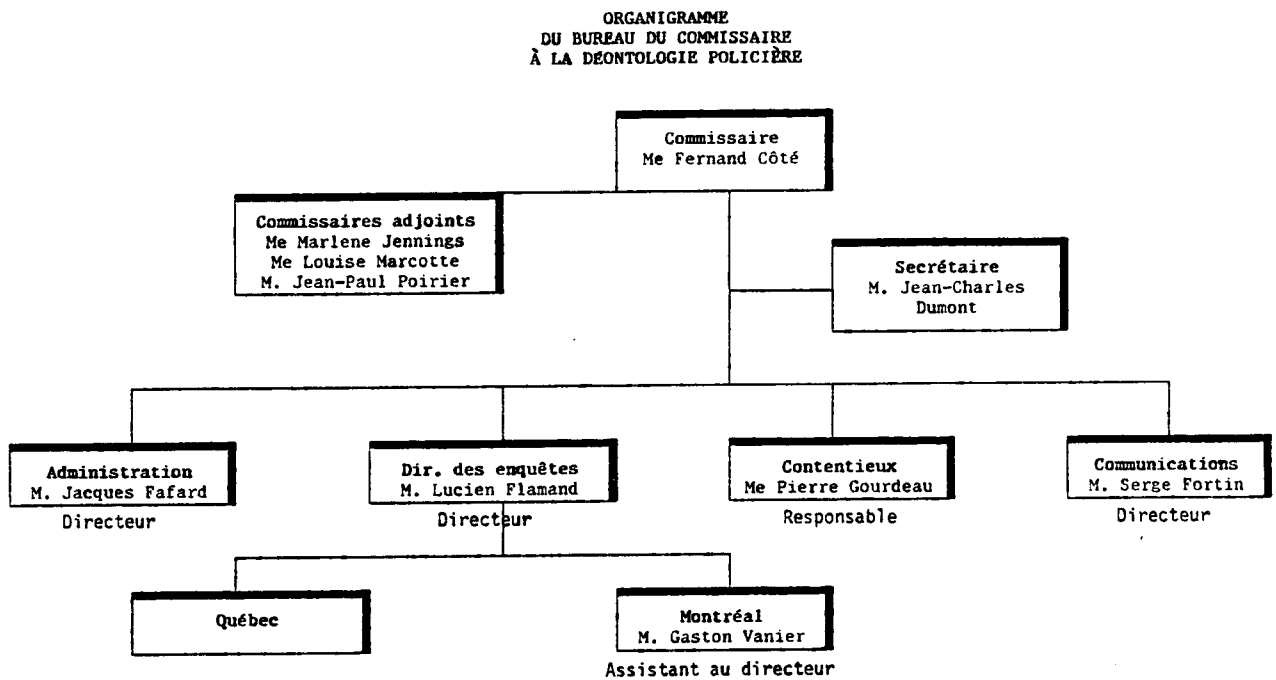 ORGANIGRAMME
DU BUREAU DU COMMISSAIRE
À LA DÉONTOLOGIE POLICIÈRE
Commissaire
Me Fernand Côté
Commissaires adjoints
Me Marlene Jennings
Me Louise Marcotte
M. Jean-Paul Poirier
Secrétaire
M. Jean-Charles
Dumont
Administration
M. Jacques Fafard
Directeur
Dir. des enquêtes
M. Lucien Flamand
Directeur
Contentieux
Me Pierre Gourdeau
Responsable
Communications
M. Serge Fortin
Directeur
Québec
Montréal
M. Gaston Vanier
Assistant au directeur